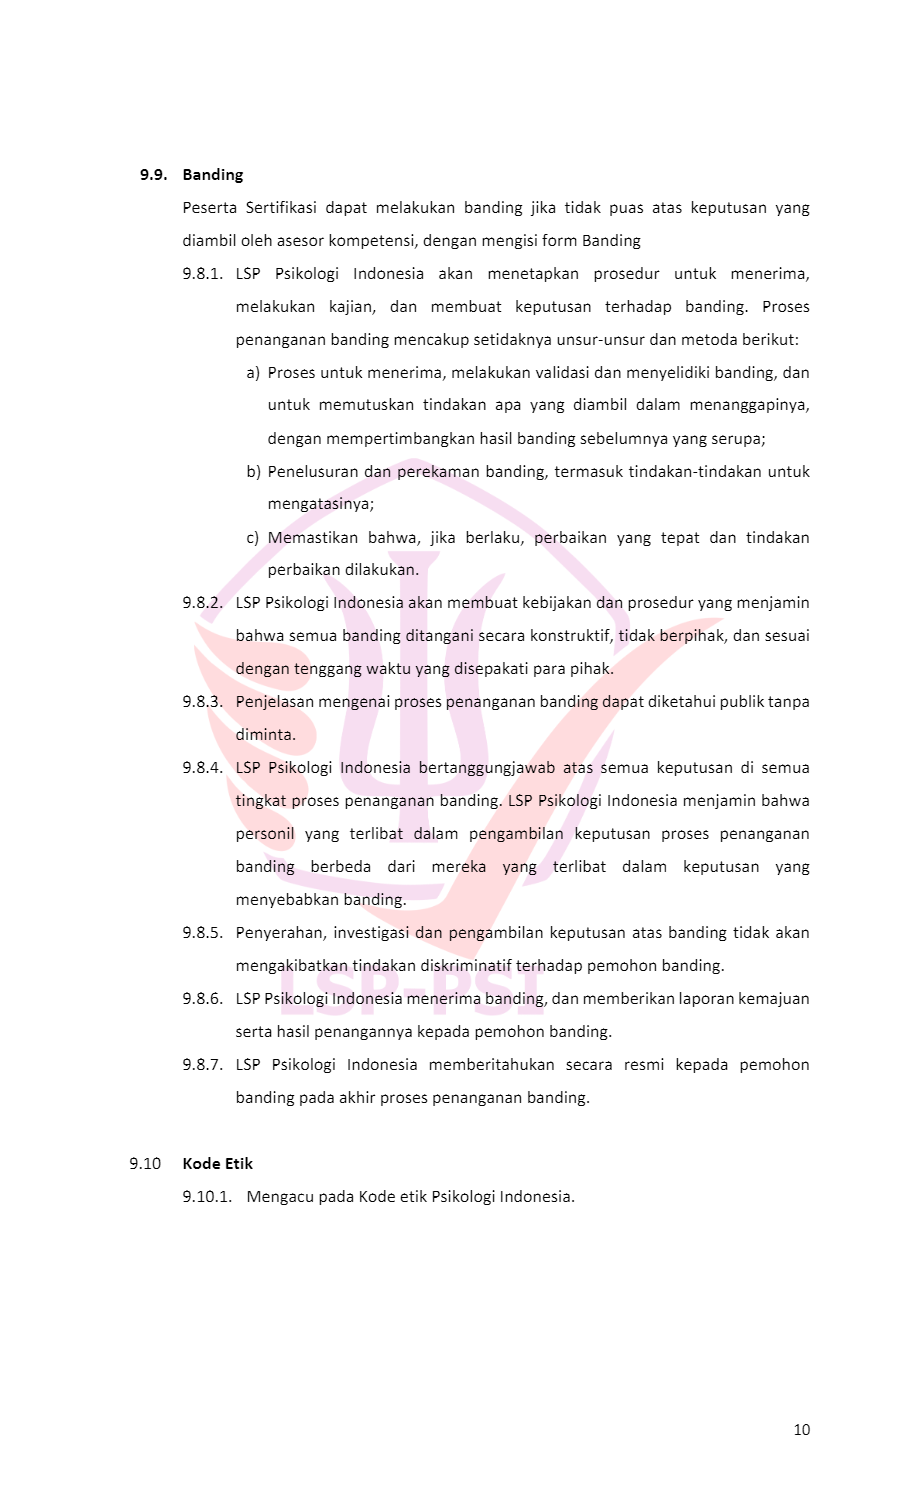 9.9. Banding
Peserta Sertifikasi dapat melakukan banding jika tidak puas atas keputusan yang
diambil oleh asesor kompetensi, dengan mengisi form Banding
9.8.1. LSP Psikologi Indonesia akan menetapkan prosedur untuk menerima,
melakukan kajian, dan membuat keputusan terhadap banding. Proses
penanganan banding mencakup setidaknya unsur-unsur dan metoda berikut:
a) Proses untuk menerima, melakukan validasi dan menyelidiki banding, dan
untuk memutuskan tindakan apa yang diambil dalam menanggapinya,
dengan mempertimbangkan hasil banding sebelumnya yang serupa;
b) Penelusuran dan perekaman banding, termasuk tindakan-tindakan untuk
mengatasinya;
c) Memastikan bahwa, jika berlaku, perbaikan yang tepat dan tindakan
perbaikan dilakukan.
9.8.2. LSP Psikologi Indonesia akan membuat kebijakan dan prosedur yang menjamin
bahwa semua banding ditangani secara konstruktif, tidak berpihak, dan sesuai
dengan tenggang waktu yang disepakati para pihak.
9.8.3. Penjelasan mengenai proses penanganan banding dapat diketahui publik tanpa
diminta.
9.8.4. LSP Psikologi Indonesia bertanggungjawab atas semua keputusan di semua
tingkat proses penanganan banding. LSP Psikologi Indonesia menjamin bahwa
personil yang terlibat dalam pengambilan keputusan proses penanganan
banding berbeda dari mereka yang terlibat dalam keputusan yang
menyebabkan banding.
9.8.5. Penyerahan, investigasi dan pengambilan keputusan atas banding tidak akan
mengakibatkan tindakan diskriminatif terhadap pemohon banding.
LSP-PSI
9.8.6. LSP Psikologi Indonesia menerima banding, dan memberikan laporan kemajuan
serta hasil penangannya kepada pemohon banding.
9.8.7. LSP Psikologi Indonesia memberitahukan secara resmi kepada pemohon
banding pada akhir proses penanganan banding.
9.10 Kode Etik
9.10.1. Mengacu pada Kode etik Psikologi Indonesia.
10